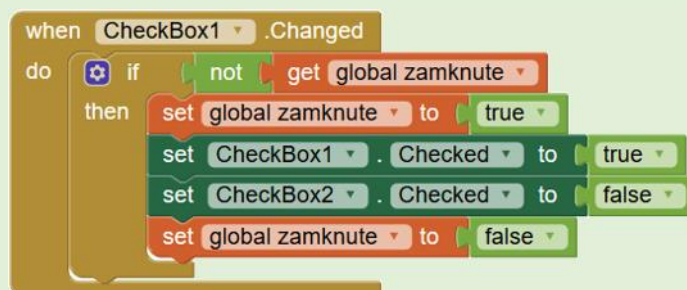 when CheckBox1 .Changed
do if not get global zamknute
then set global zamknute to true
set CheckBox1 . Checked to true
set CheckBox2 . Checked to false
set global zamknute to false